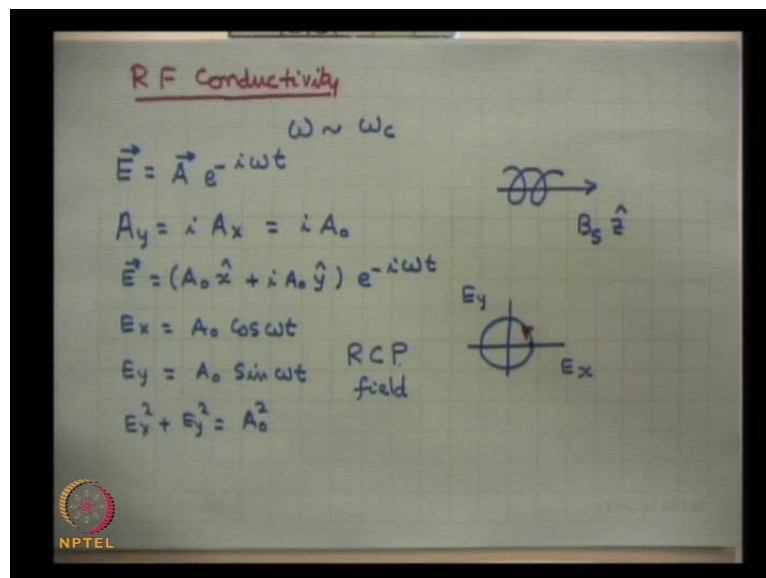 RF Conductivity
ω ~ ωc
E⃗ = A⃗ e^{-iωt}
Ay = i Ax = i A₀
E⃗ = (A₀ x̂ + i A₀ ŷ) e^{-iωt}
Ex = A₀ cos ωt
Ey = A₀ Sin ωt
Ex² + Ey² = A₀²
RCP
field
Bs ẑ
Ey
Ex
NPTEL